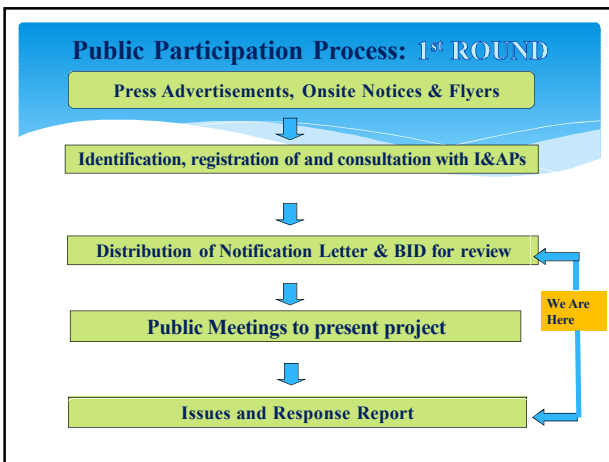 Public Participation Process: 1st ROUND
Press Advertisements, Onsite Notices & Flyers
Identification, registration of and consultation with I&APs
Distribution of Notification Letter & BID for review
We Are
Here
Public Meetings to present project
Issues and Response Report